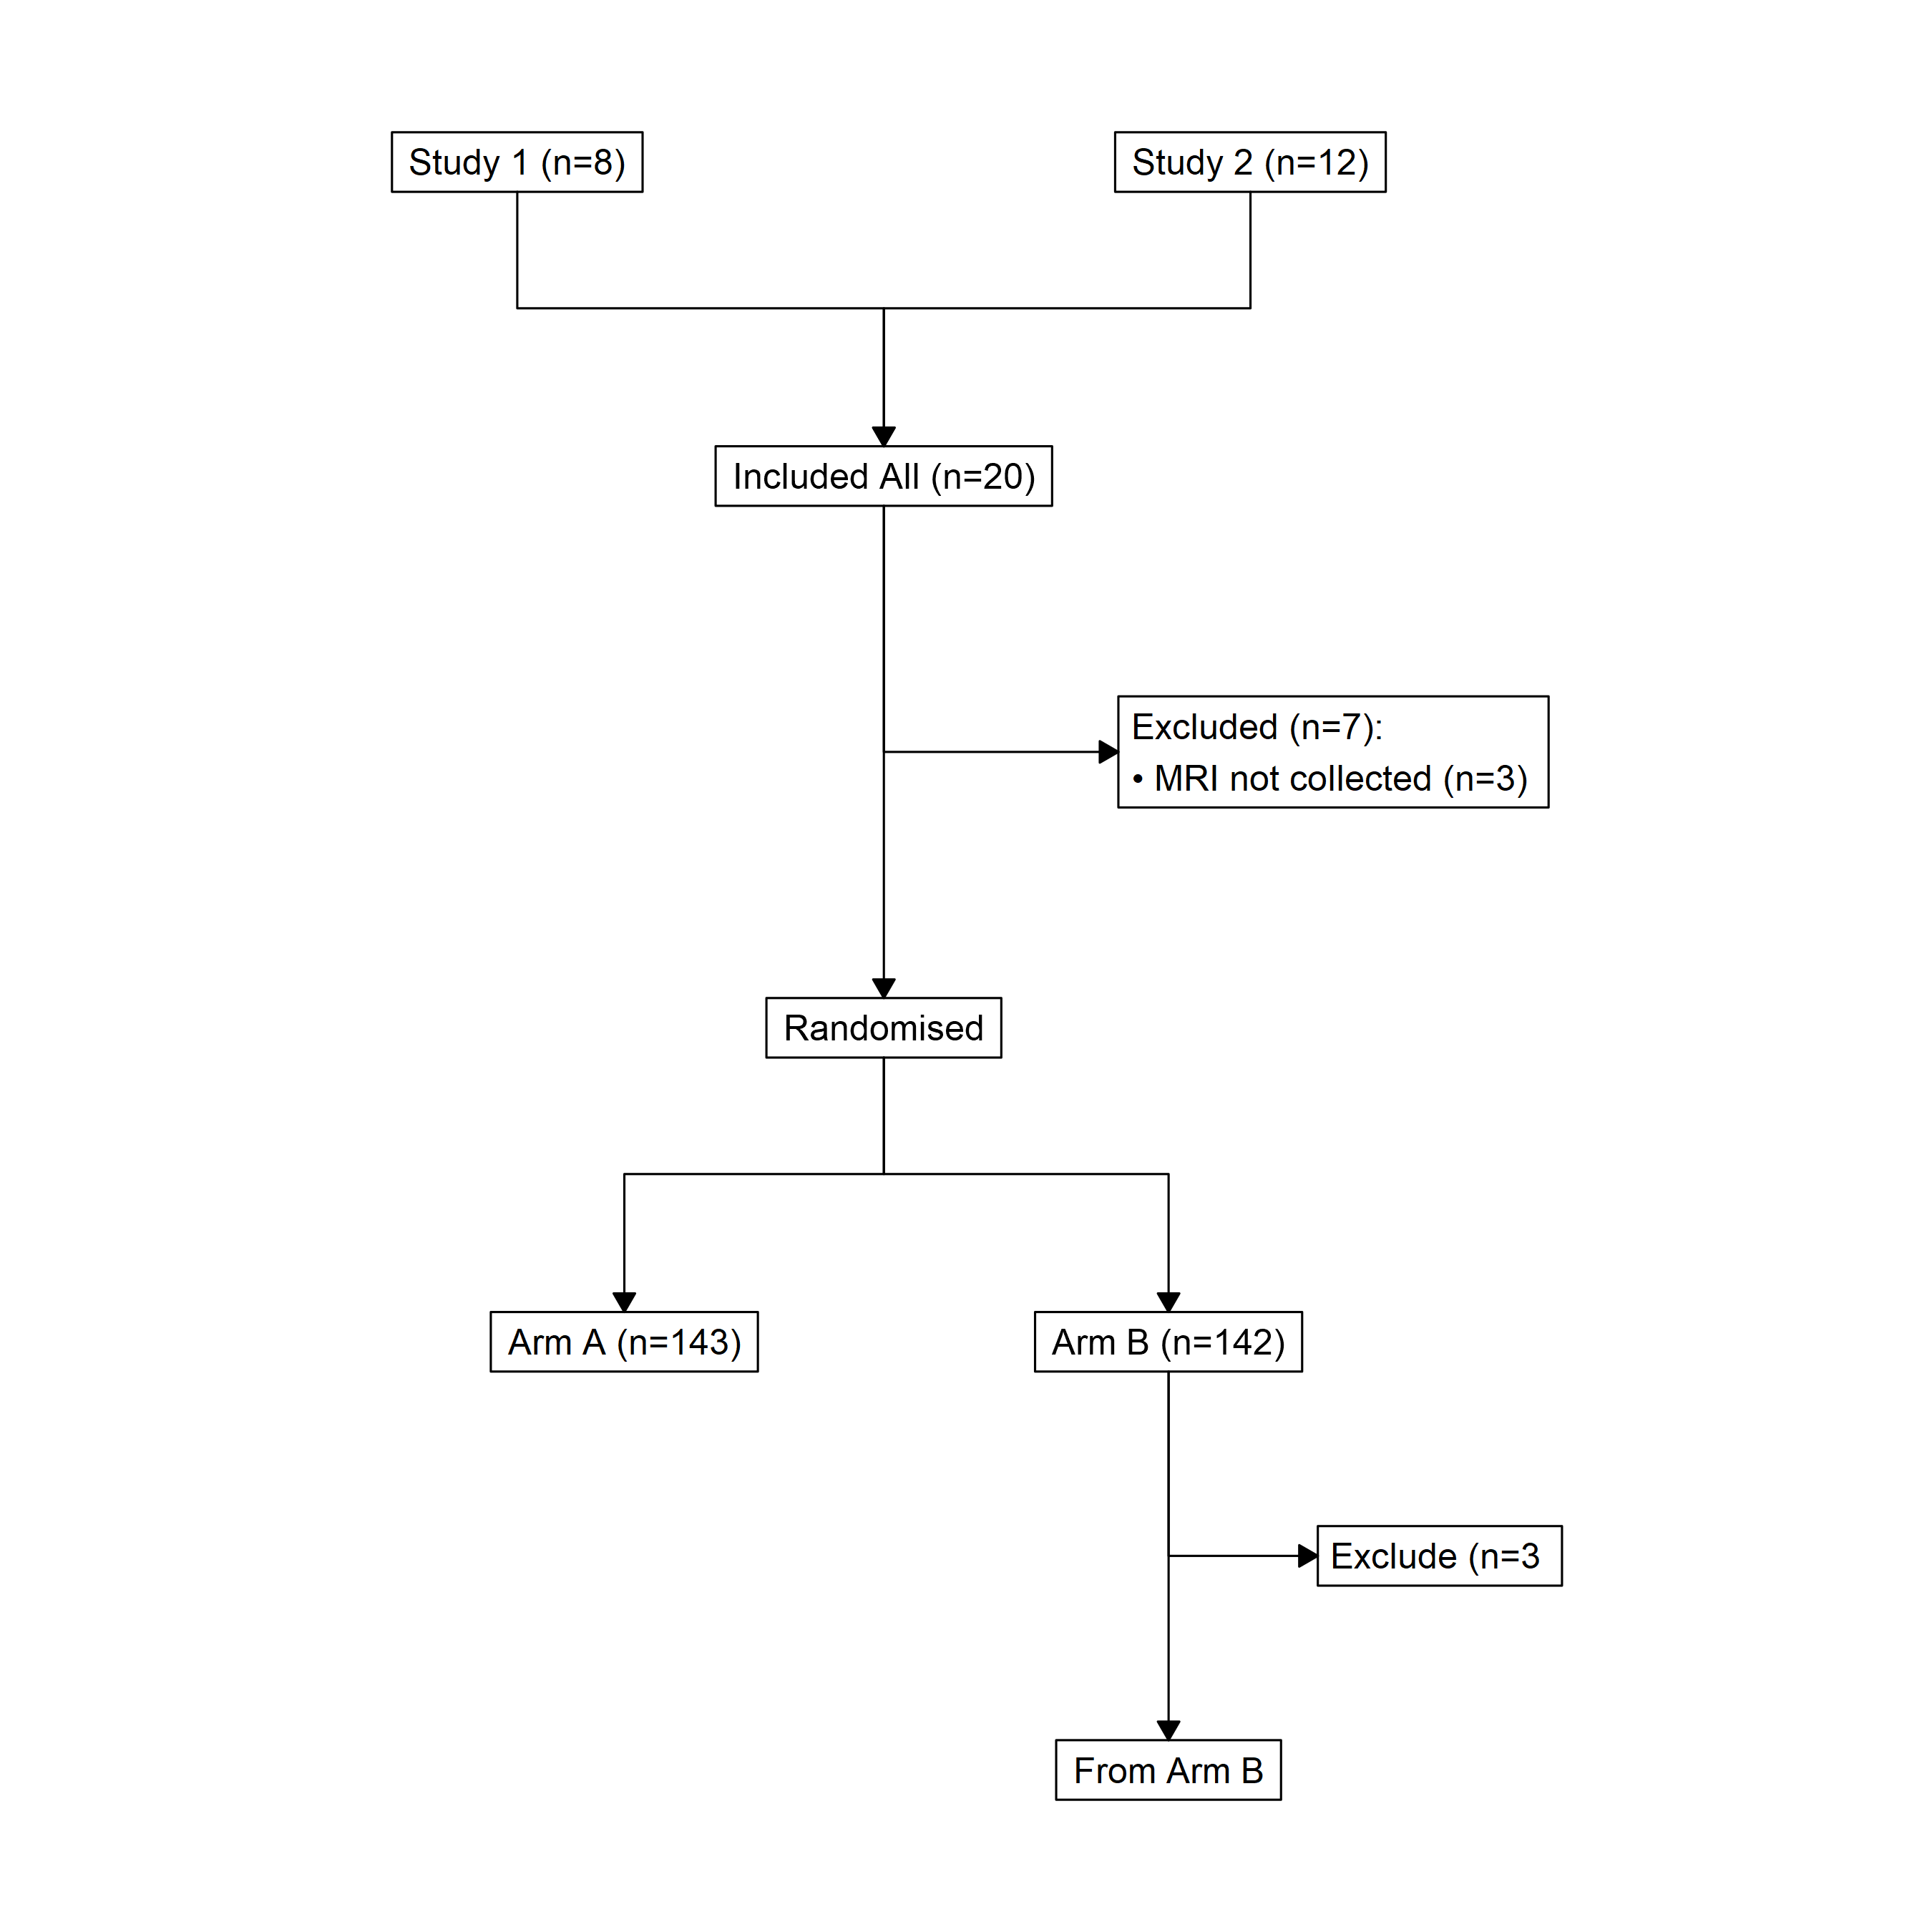 Study 1 (n=8)
Study 2 (n=12)
Included All (n=20)
Excluded (n=7):
• MRI not collected (n=3)
Randomised
Arm A (n=143)
Arm B (n=142)
Exclude (n=3
From Arm B